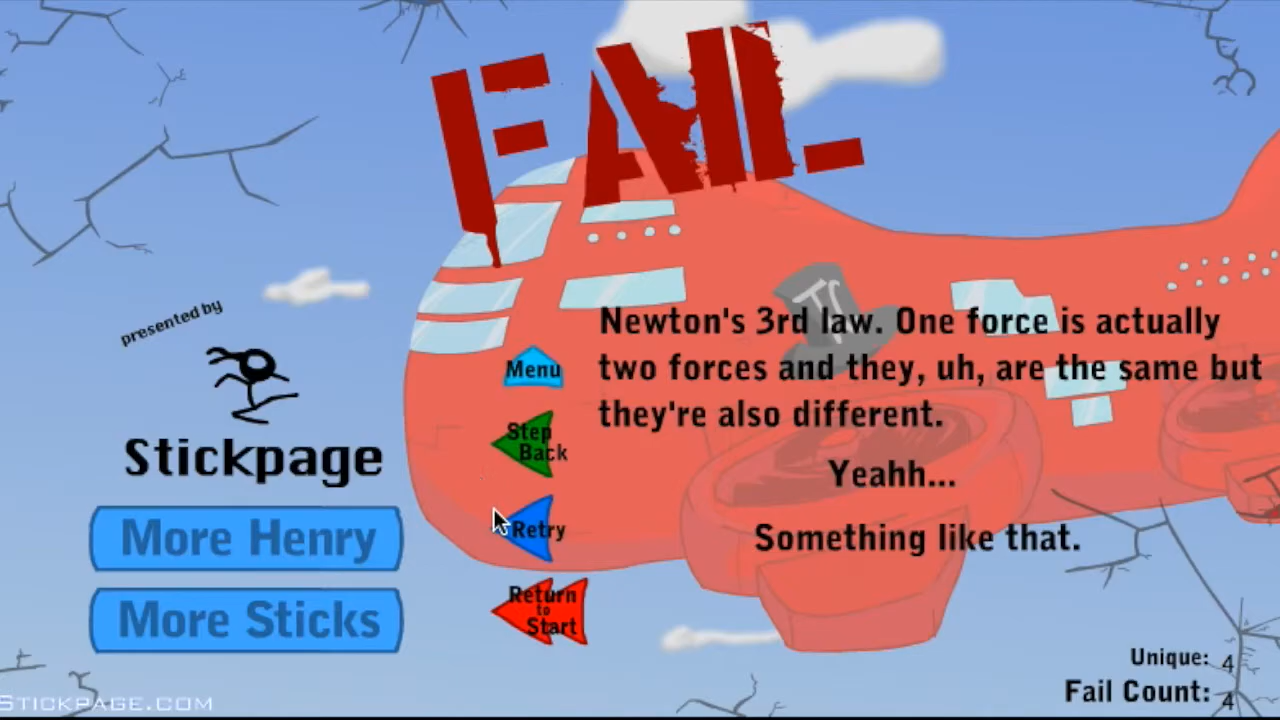 FAIL
presented by
Stickpage
More Henry
More Sticks
Menu
Step
Back
Retry
Return
to
Start
TS
Newton's 3rd law. One force is actually
two forces and they, uh, are the same but
they're also different.
Yeahh...
Something like that.
Unique: 4
Fail Count: 4
STICKPAGE.COM